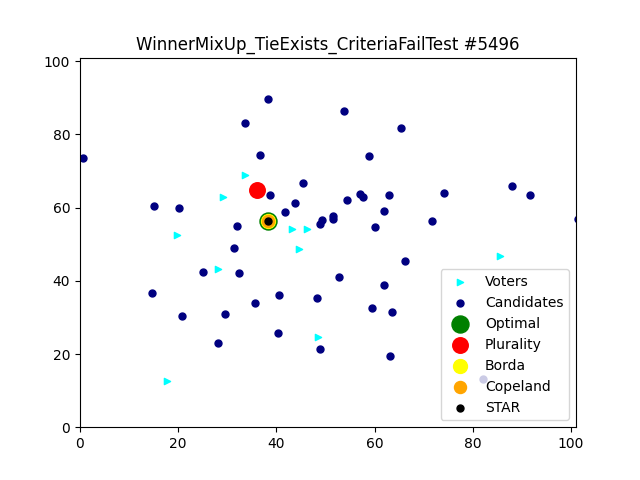 WinnerMixUp_TieExists_CriteriaFailTest #5496
100
80
60
40
20
0
0 20 40 60 80 100
Voters
Candidates
Optimal
Plurality
Borda
Copeland
STAR